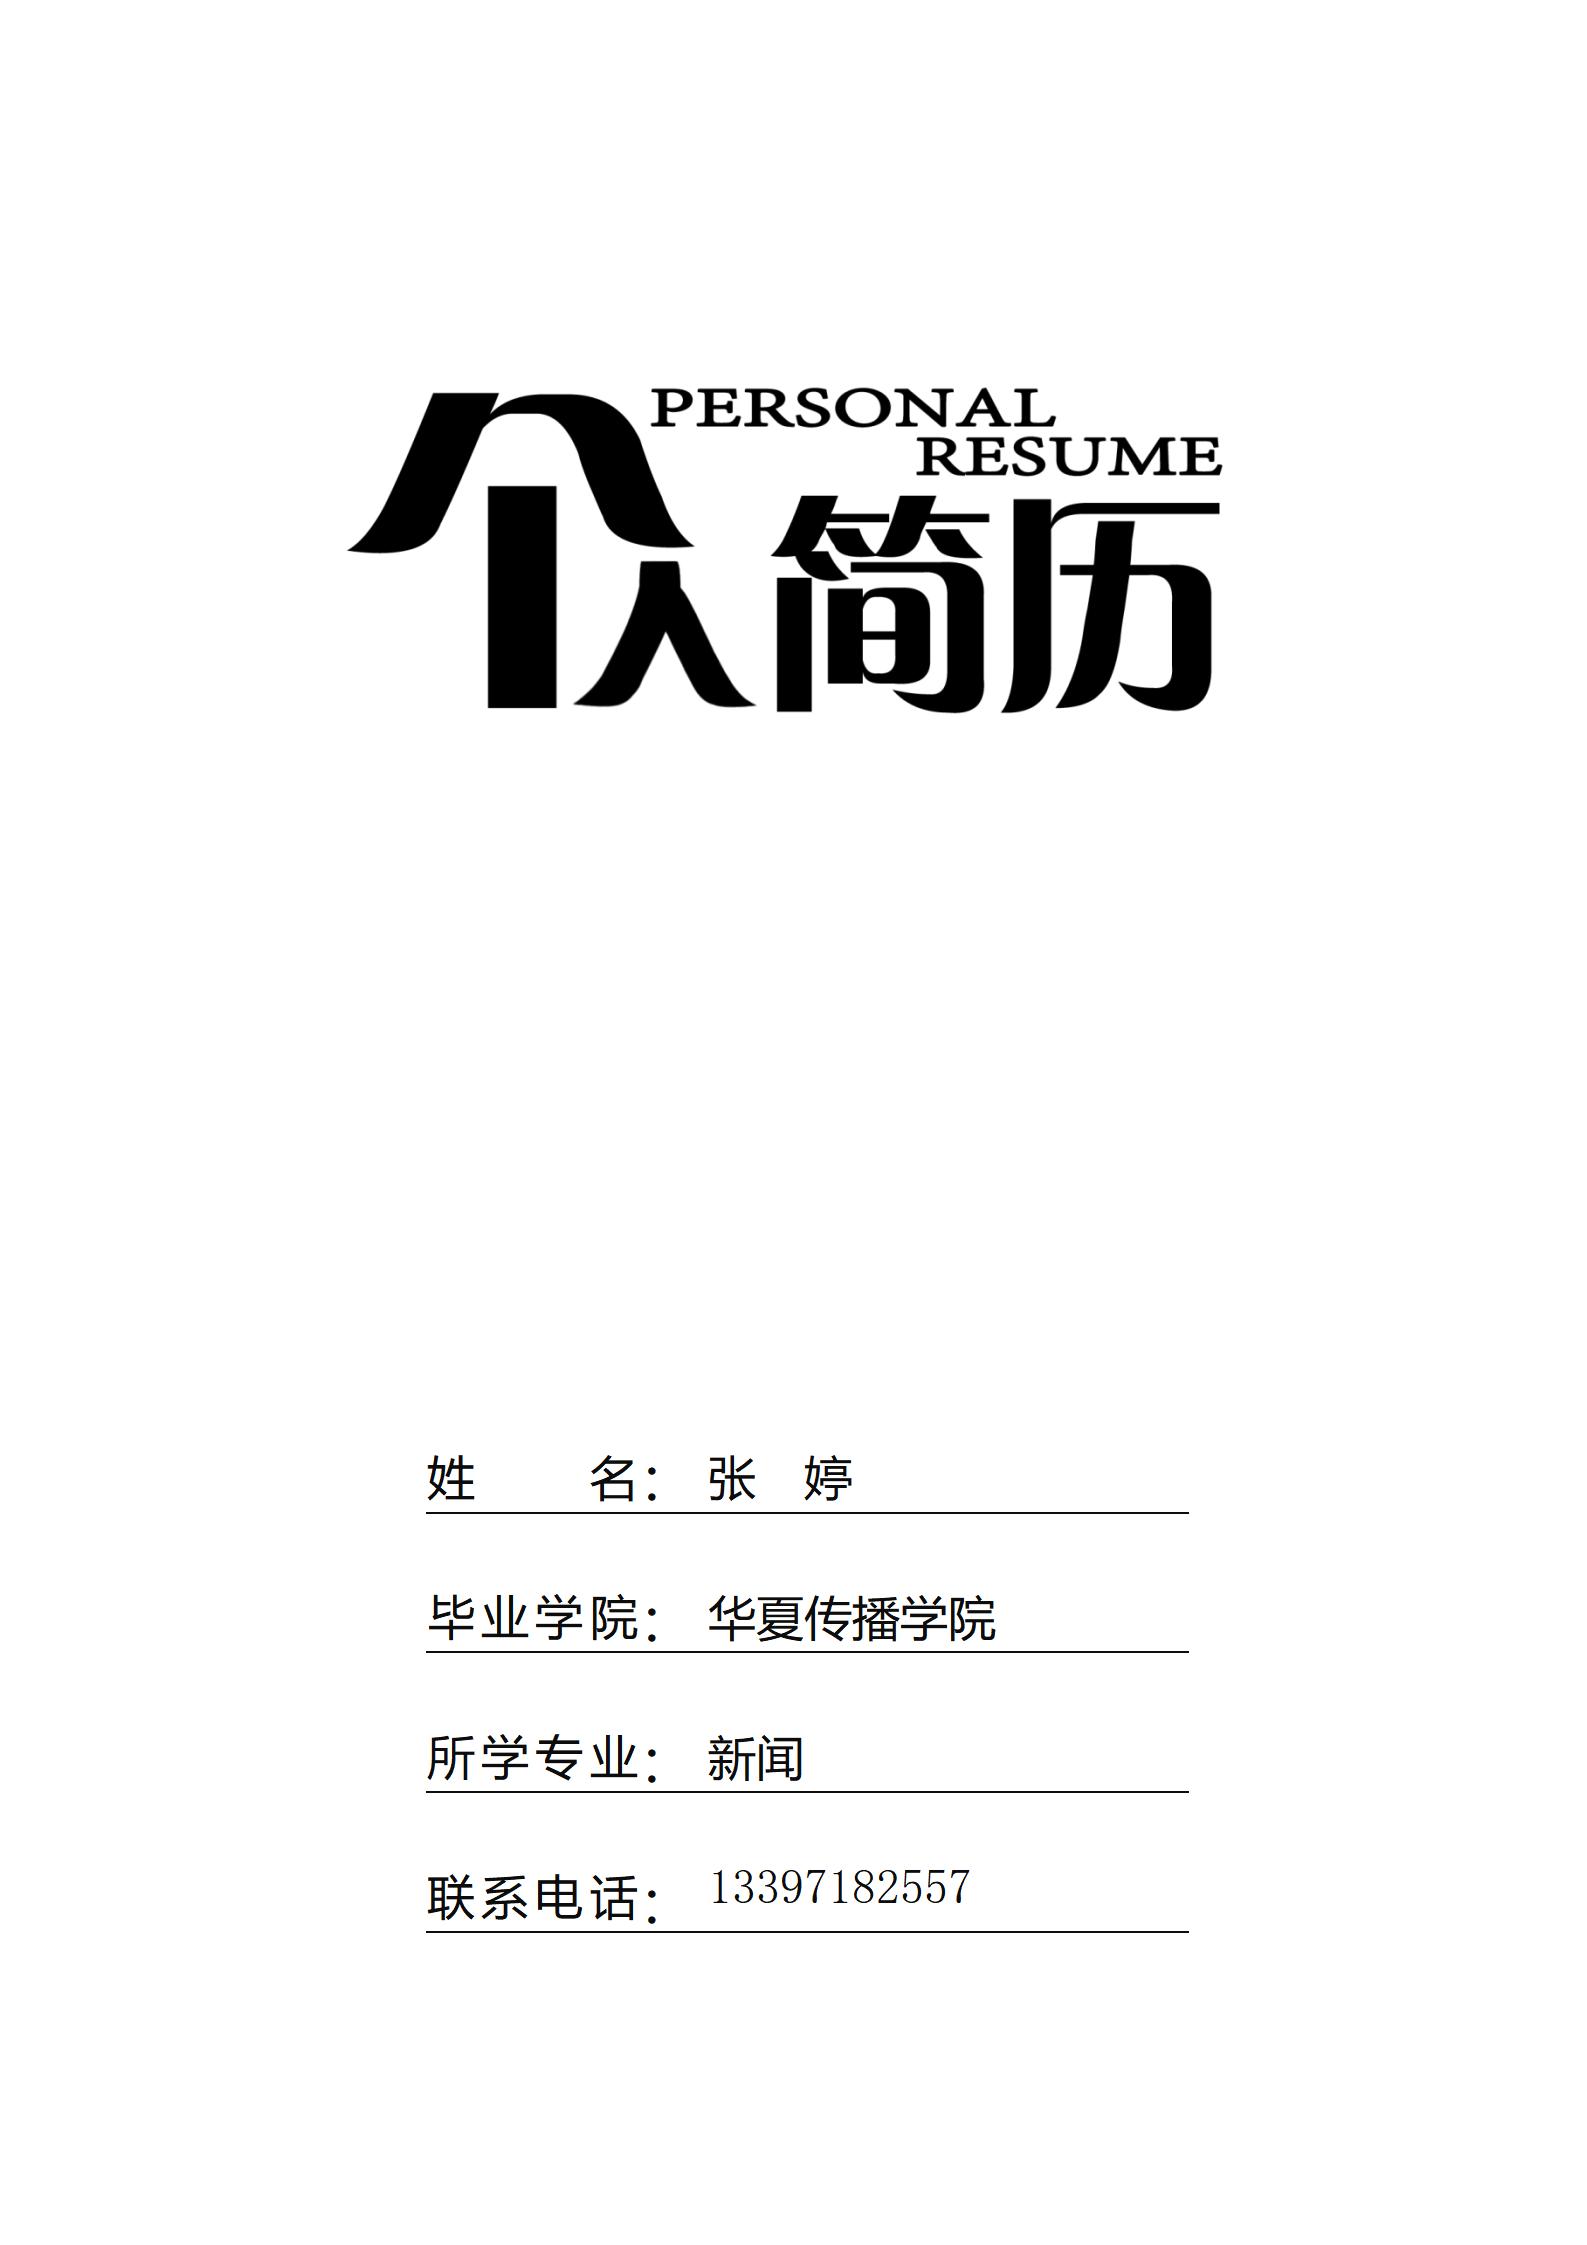 PERSONAL
RESUME
个人简历
姓 名： 张 婷
毕业学院： 华夏传播学院
所学专业： 新闻
联系电话： 13397182557